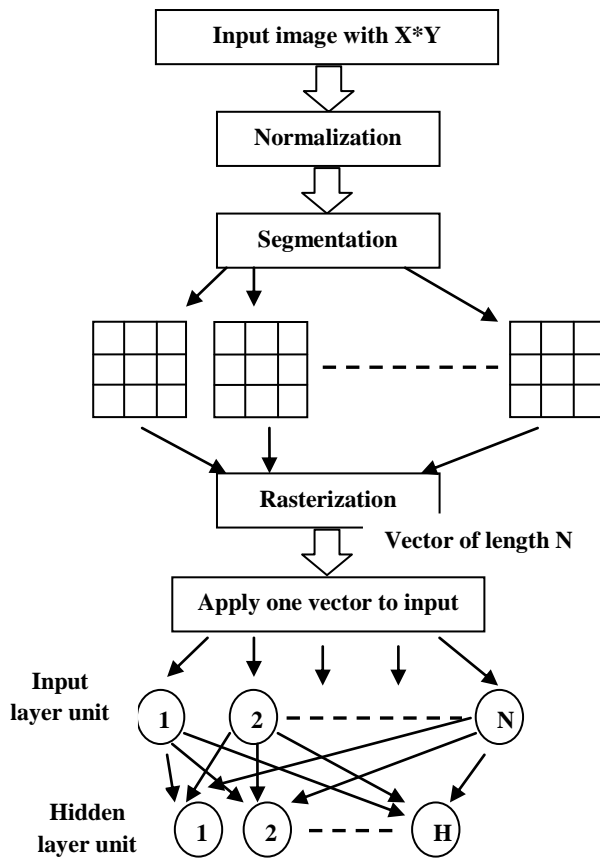 Input image with X*Y
Normalization
Segmentation
Rasterization
Vector of length N
Apply one vector to input
Input
layer unit
1 2 N
Hidden
layer unit
1 2 H